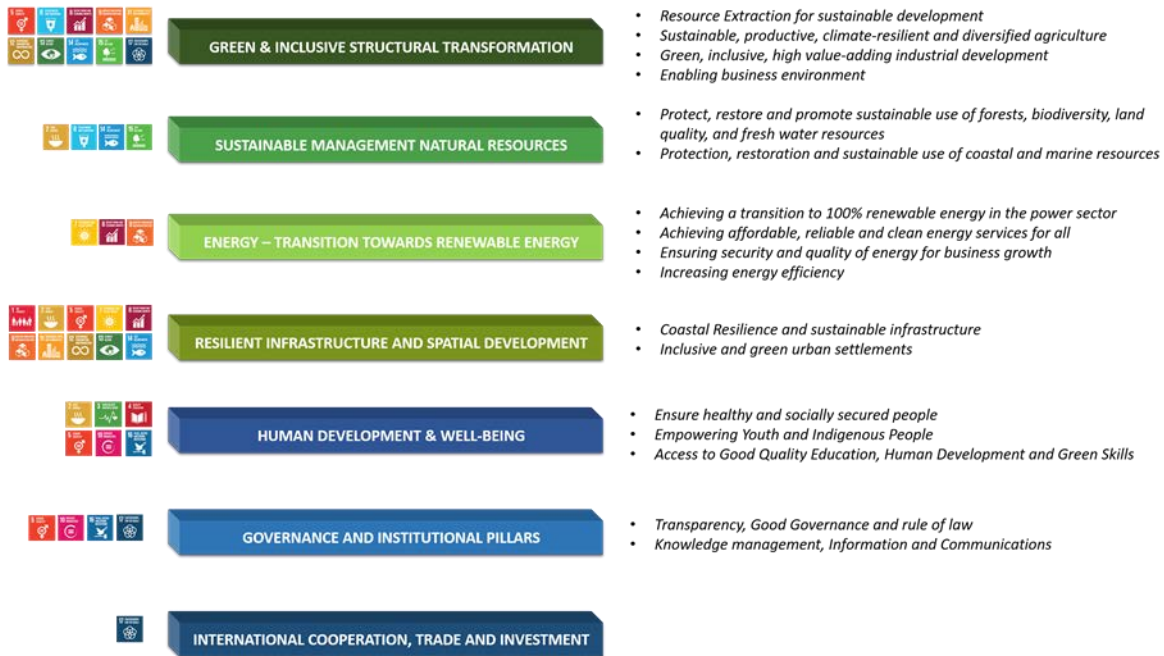 GREEN & INCLUSIVE STRUCTURAL TRANSFORMATION
• Resource Extraction for sustainable development
• Sustainable, productive, climate-resilient and diversified agriculture
• Green, inclusive, high value-adding industrial development
• Enabling business environment
SUSTAINABLE MANAGEMENT NATURAL RESOURCES
• Protect, restore and promote sustainable use of forests, biodiversity, land
quality, and fresh water resources
• Protection, restoration and sustainable use of coastal and marine resources
ENERGY – TRANSITION TOWARDS RENEWABLE ENERGY
• Achieving a transition to 100% renewable energy in the power sector
• Achieving affordable, reliable and clean energy services for all
• Ensuring security and quality of energy for business growth
• Increasing energy efficiency
RESILIENT INFRASTRUCTURE AND SPATIAL DEVELOPMENT
• Coastal Resilience and sustainable infrastructure
• Inclusive and green urban settlements
HUMAN DEVELOPMENT & WELL-BEING
• Ensure healthy and socially secured people
• Empowering Youth and Indigenous People
• Access to Good Quality Education, Human Development and Green Skills
GOVERNANCE AND INSTITUTIONAL PILLARS
• Transparency, Good Governance and rule of law
• Knowledge management, Information and Communications
INTERNATIONAL COOPERATION, TRADE AND INVESTMENT